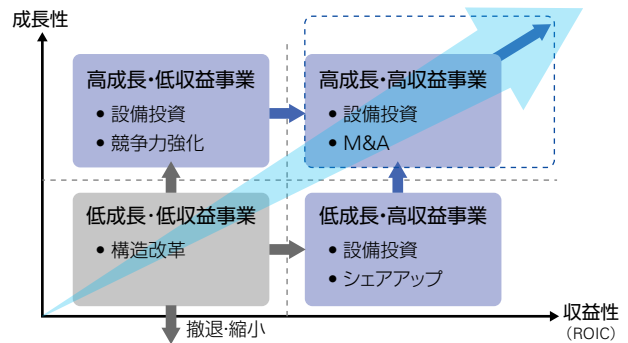 成長性
高成長・低収益事業
• 設備投資
• 競争力強化
高成長・高収益事業
• 設備投資
• M&A
低成長・低収益事業
• 構造改革
低成長・高収益事業
• 設備投資
• シェアアップ
撤退・縮小
収益性
(ROIC)